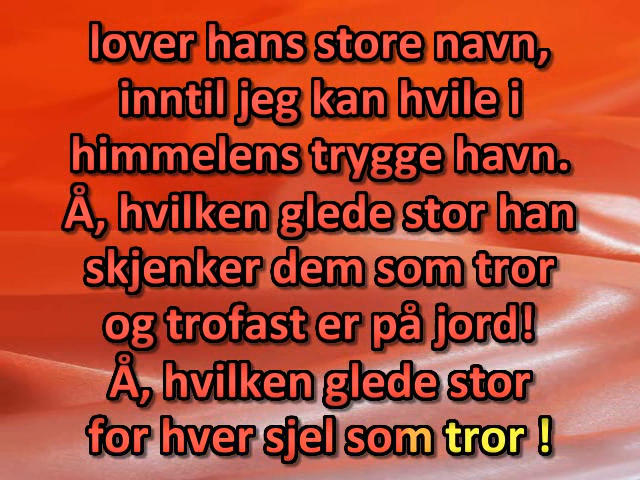 lover hans store navn,
inntil jeg kan hvile i
himmelens trygge havn.
Å, hvilken glede stor han
skjenker dem som tror
og trofast er på jord!
Å, hvilken glede stor
for hver sjel som tror !